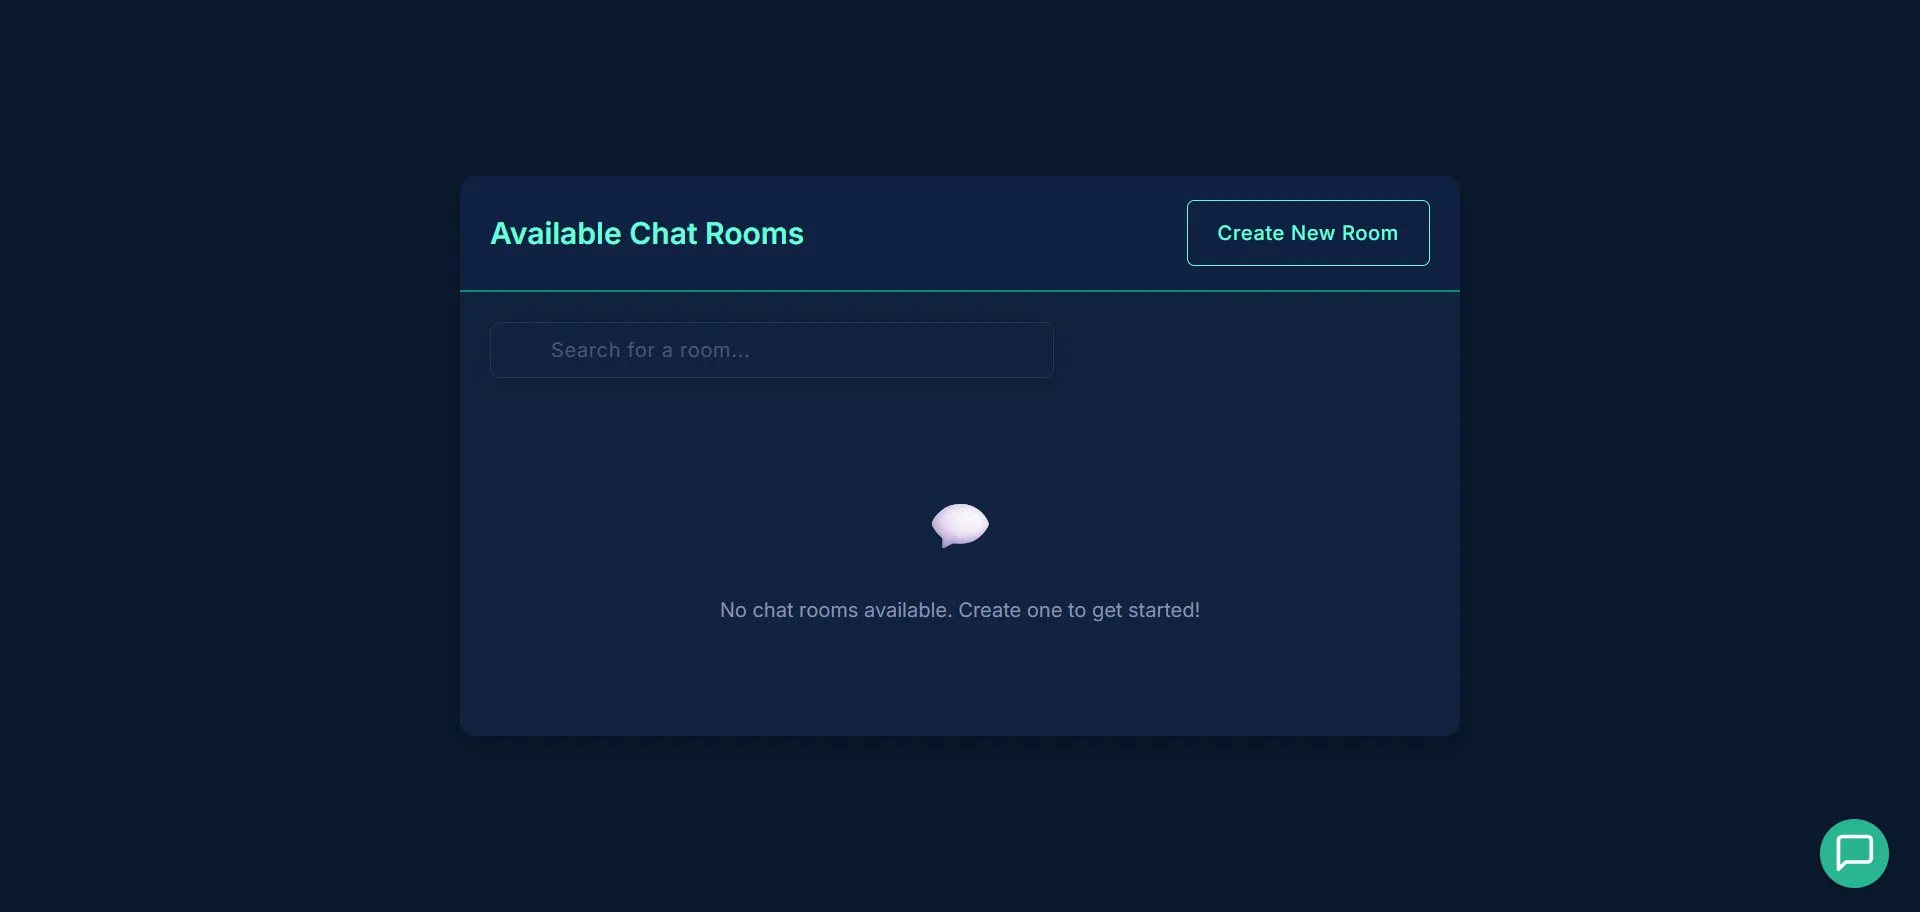 Available Chat Rooms
Create New Room
Search for a room...
No chat rooms available. Create one to get started!